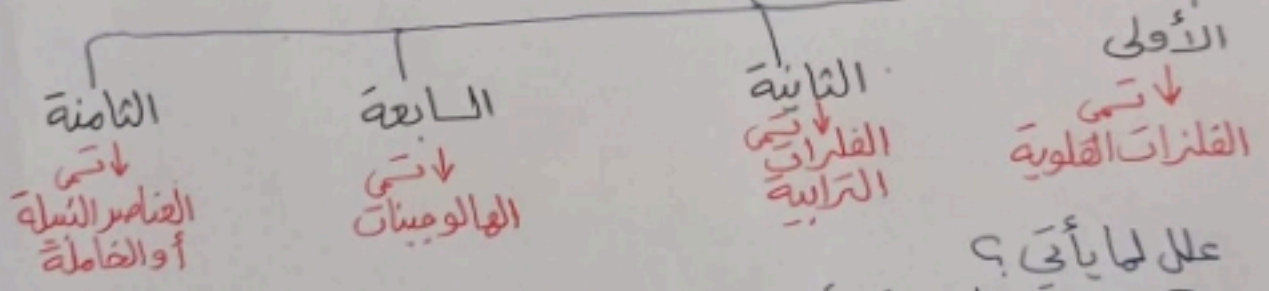 الأولى
↓ تسمى
الفلزات القلوية
الثانية
↓ تسمى
الفلزات
الترابية
السابعة
↓ تسمى
الهالوجينات
الثامنة
↓ تسمى
العناصر النبيلة
أو الخاملة
علل لما يأتي ؟